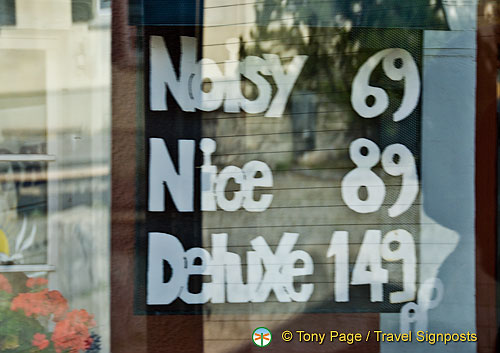 Noisy 69
Nice 89
Deluxe 149
© Tony Page / Travel Signposts